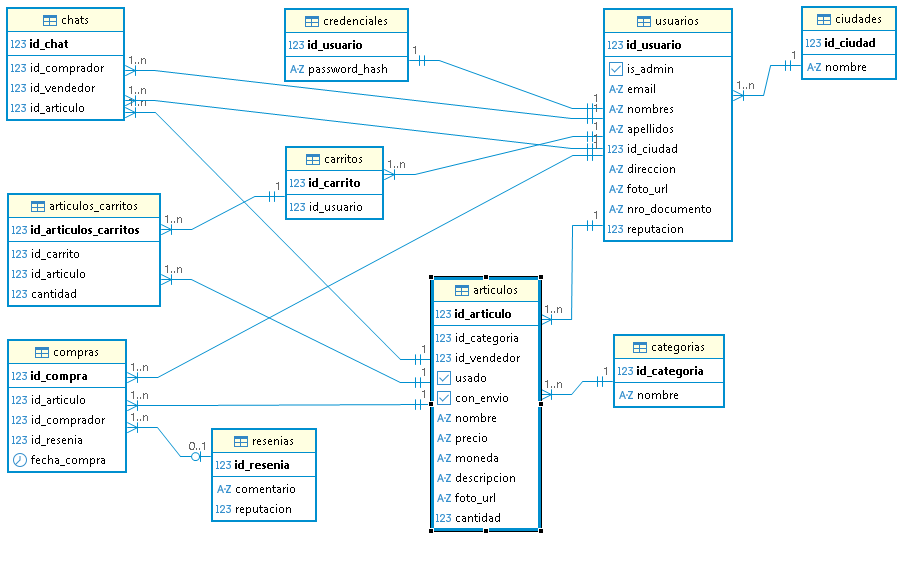 chats
123 id_chat
123 id_comprador
123 id_vendedor
123 id_articulo
credenciales
123 id_usuario
A-Z password_hash
usuarios
123 id_usuario
is_admin
A-Z email
A-Z nombres
A-Z apellidos
123 id_ciudad
A-Z direccion
A-Z foto_url
A-Z nro_documento
123 reputacion
ciudades
123 id_ciudad
A-Z nombre
carritos
123 id_carrito
123 id_usuario
articulos_carritos
123 id_articulos_carritos
123 id_carrito
123 id_articulo
123 cantidad
articulos
123 id_articulo
123 id_categoria
123 id_vendedor
usado
con_envio
A-Z nombre
A-Z precio
A-Z moneda
A-Z descripcion
A-Z foto_url
123 cantidad
categorias
123 id_categoria
A-Z nombre
compras
123 id_compra
123 id_articulo
123 id_comprador
123 id_resenia
fecha_compra
resenias
123 id_resenia
A-Z comentario
123 reputacion
1..n
1..n
1..n
1
1
1
1
1
1
1..n
1
1..n
1
1..n
1..n
1
1..n
1
1
1
1..n
1..n
1
1..n
1..n
1..n
0..1